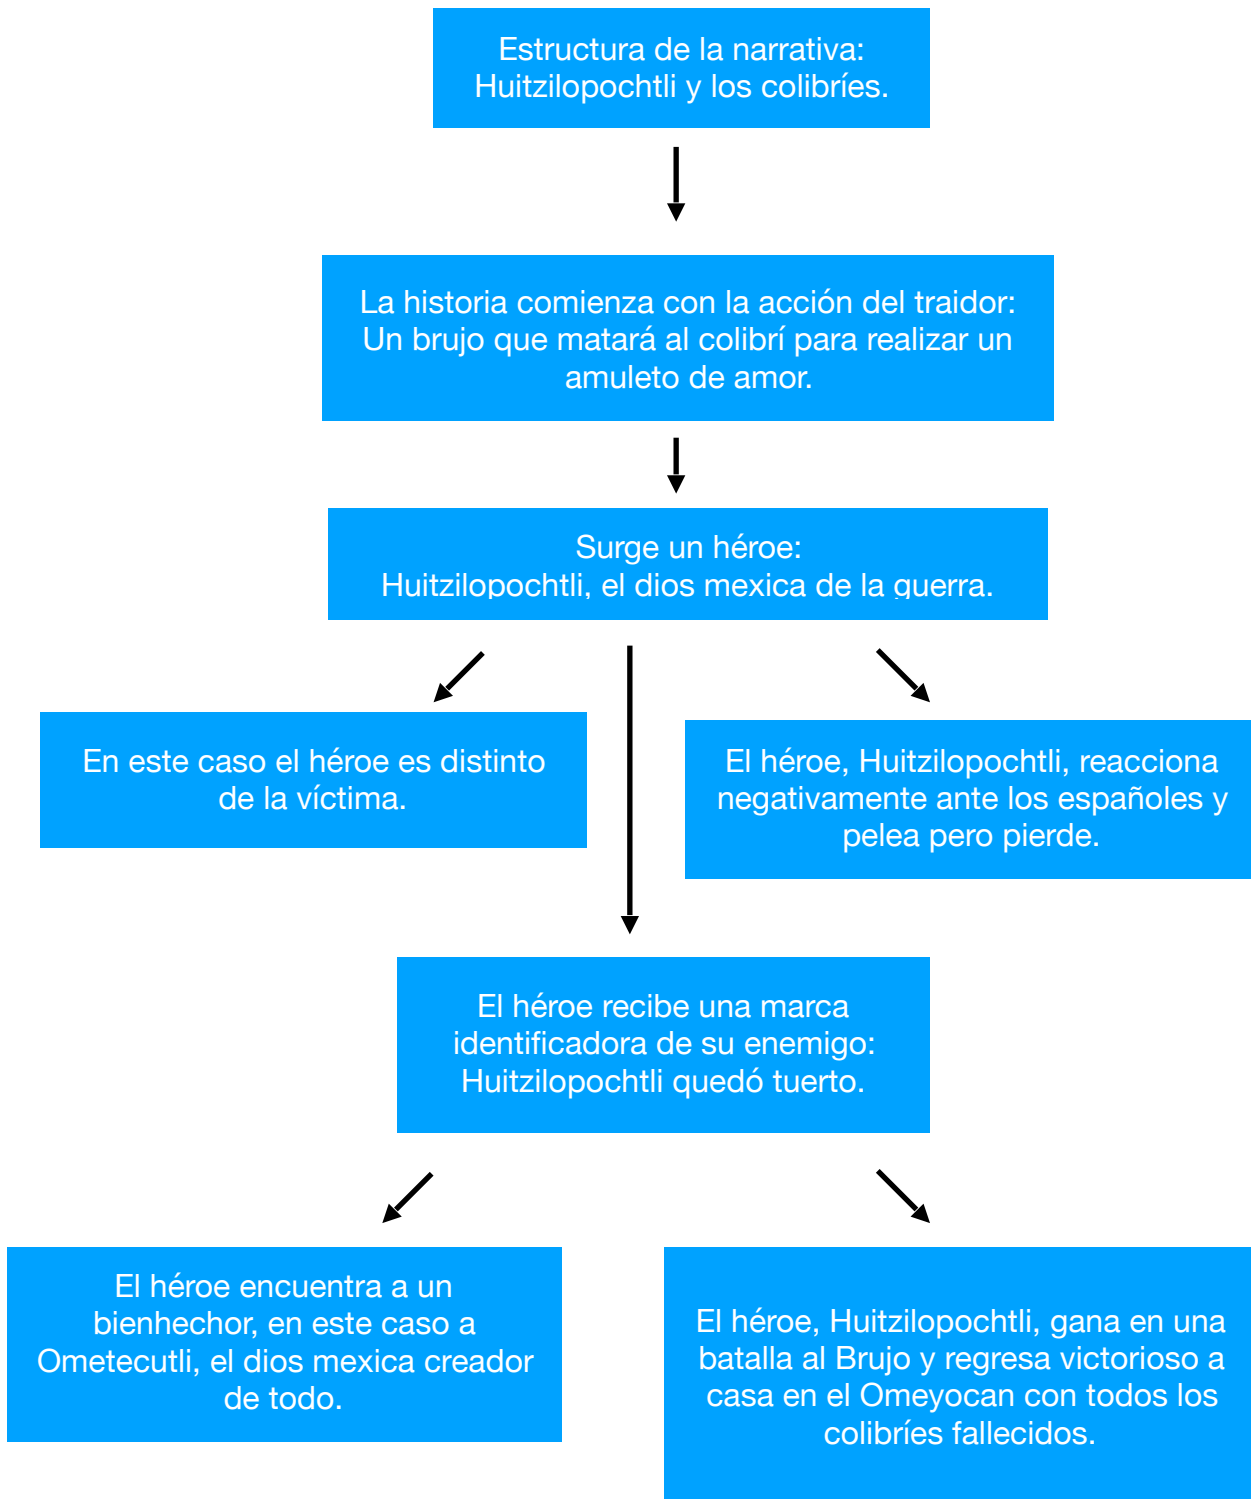 Estructura de la narrativa:
Huitzilopochtli y los colibríes.
La historia comienza con la acción del traidor:
Un brujo que matará al colibrí para realizar un
amuleto de amor.
Surge un héroe:
Huitzilopochtli, el dios mexica de la guerra.
En este caso el héroe es distinto
de la víctima.
El héroe, Huitzilopochtli, reacciona
negativamente ante los españoles y
pelea pero pierde.
El héroe recibe una marca
identificadora de su enemigo:
Huitzilopochtli quedó tuerto.
El héroe encuentra a un
bienhechor, en este caso a
Ometecutli, el dios mexica creador
de todo.
El héroe, Huitzilopochtli, gana en una
batalla al Brujo y regresa victorioso a
casa en el Omeyocan con todos los
colibríes fallecidos.